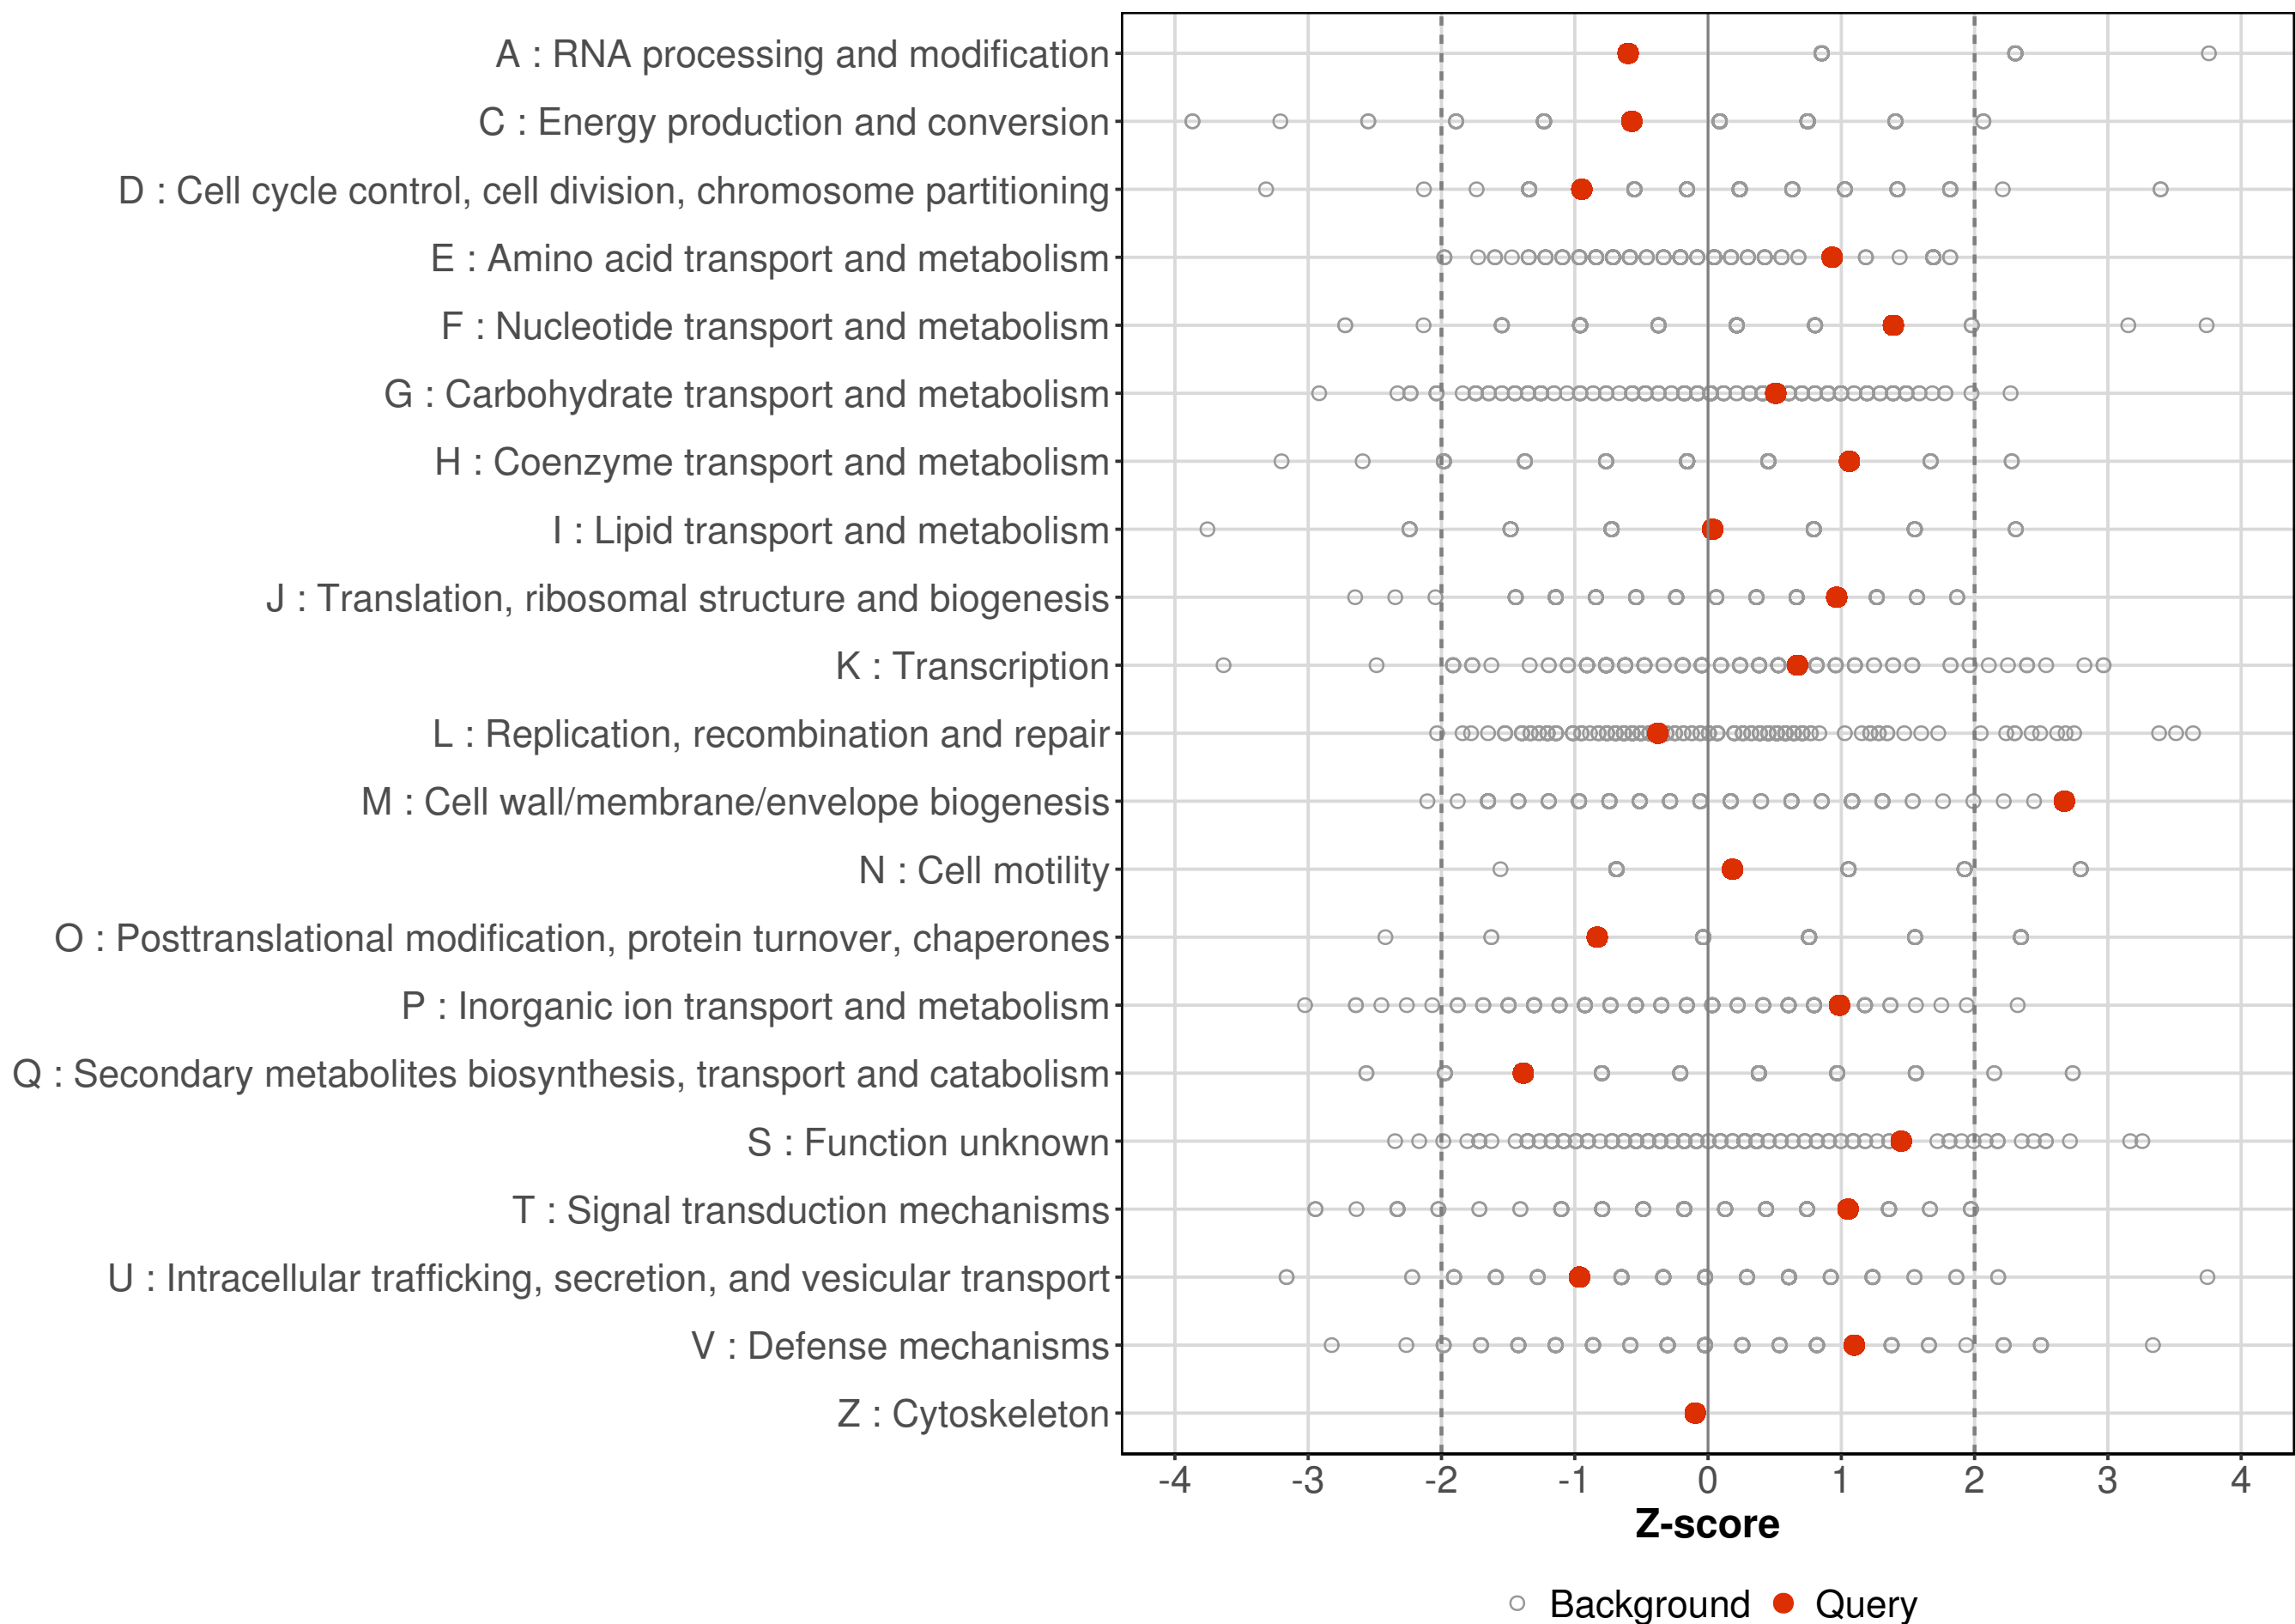 A : RNA processing and modification
C : Energy production and conversion
D : Cell cycle control, cell division, chromosome partitioning
E : Amino acid transport and metabolism
F : Nucleotide transport and metabolism
G : Carbohydrate transport and metabolism
H : Coenzyme transport and metabolism
I : Lipid transport and metabolism
J : Translation, ribosomal structure and biogenesis
K : Transcription
L : Replication, recombination and repair
M : Cell wall/membrane/envelope biogenesis
N : Cell motility
O : Posttranslational modification, protein turnover, chaperones
P : Inorganic ion transport and metabolism
Q : Secondary metabolites biosynthesis, transport and catabolism
S : Function unknown
T : Signal transduction mechanisms
U : Intracellular trafficking, secretion, and vesicular transport
V : Defense mechanisms
Z : Cytoskeleton
-4 -3 -2 -1 0 1 2 3 4
Z-score
Background Query